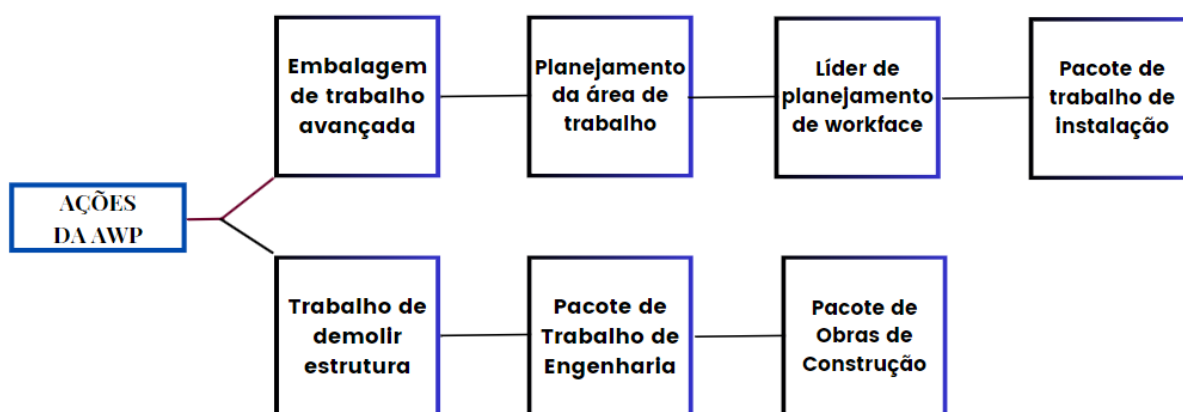 Embalagem
de trabalho
avançada
Planejamento
da área de
trabalho
Líder de
planejamento
de workface
Pacote de
trabalho de
instalação
AÇÕES
DA AWP
Trabalho de
demolir
estrutura
Pacote de
Trabalho de
Engenharia
Pacote de
Obras de
Construção